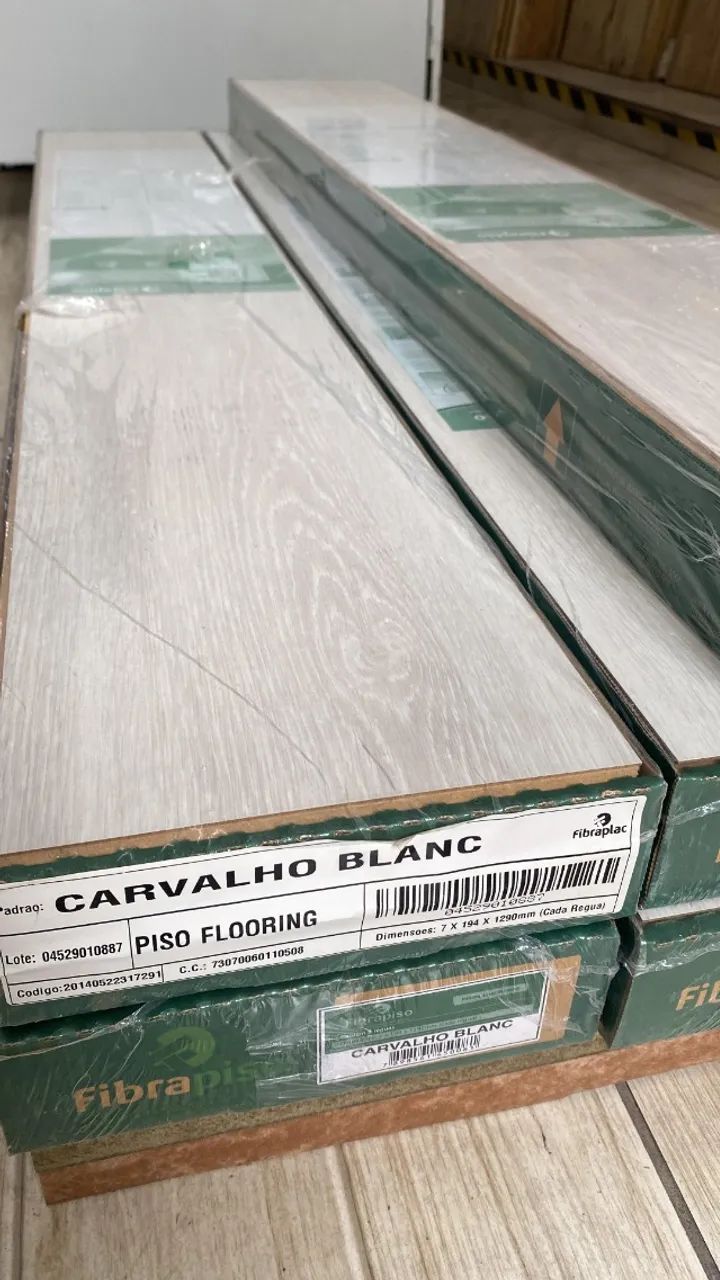 Padrao: CARVALHO BLANC
Fibraplac
Lote: 04529010887
PISO FLOORING
04529010887
Dimensoes: 7 X 194 X 1290mm (Cada Regua)
Codigo:20140522317291
C.C.: 73070060110508
Fibrapiso
CARVALHO BLANC
Fibrapiso
Fi